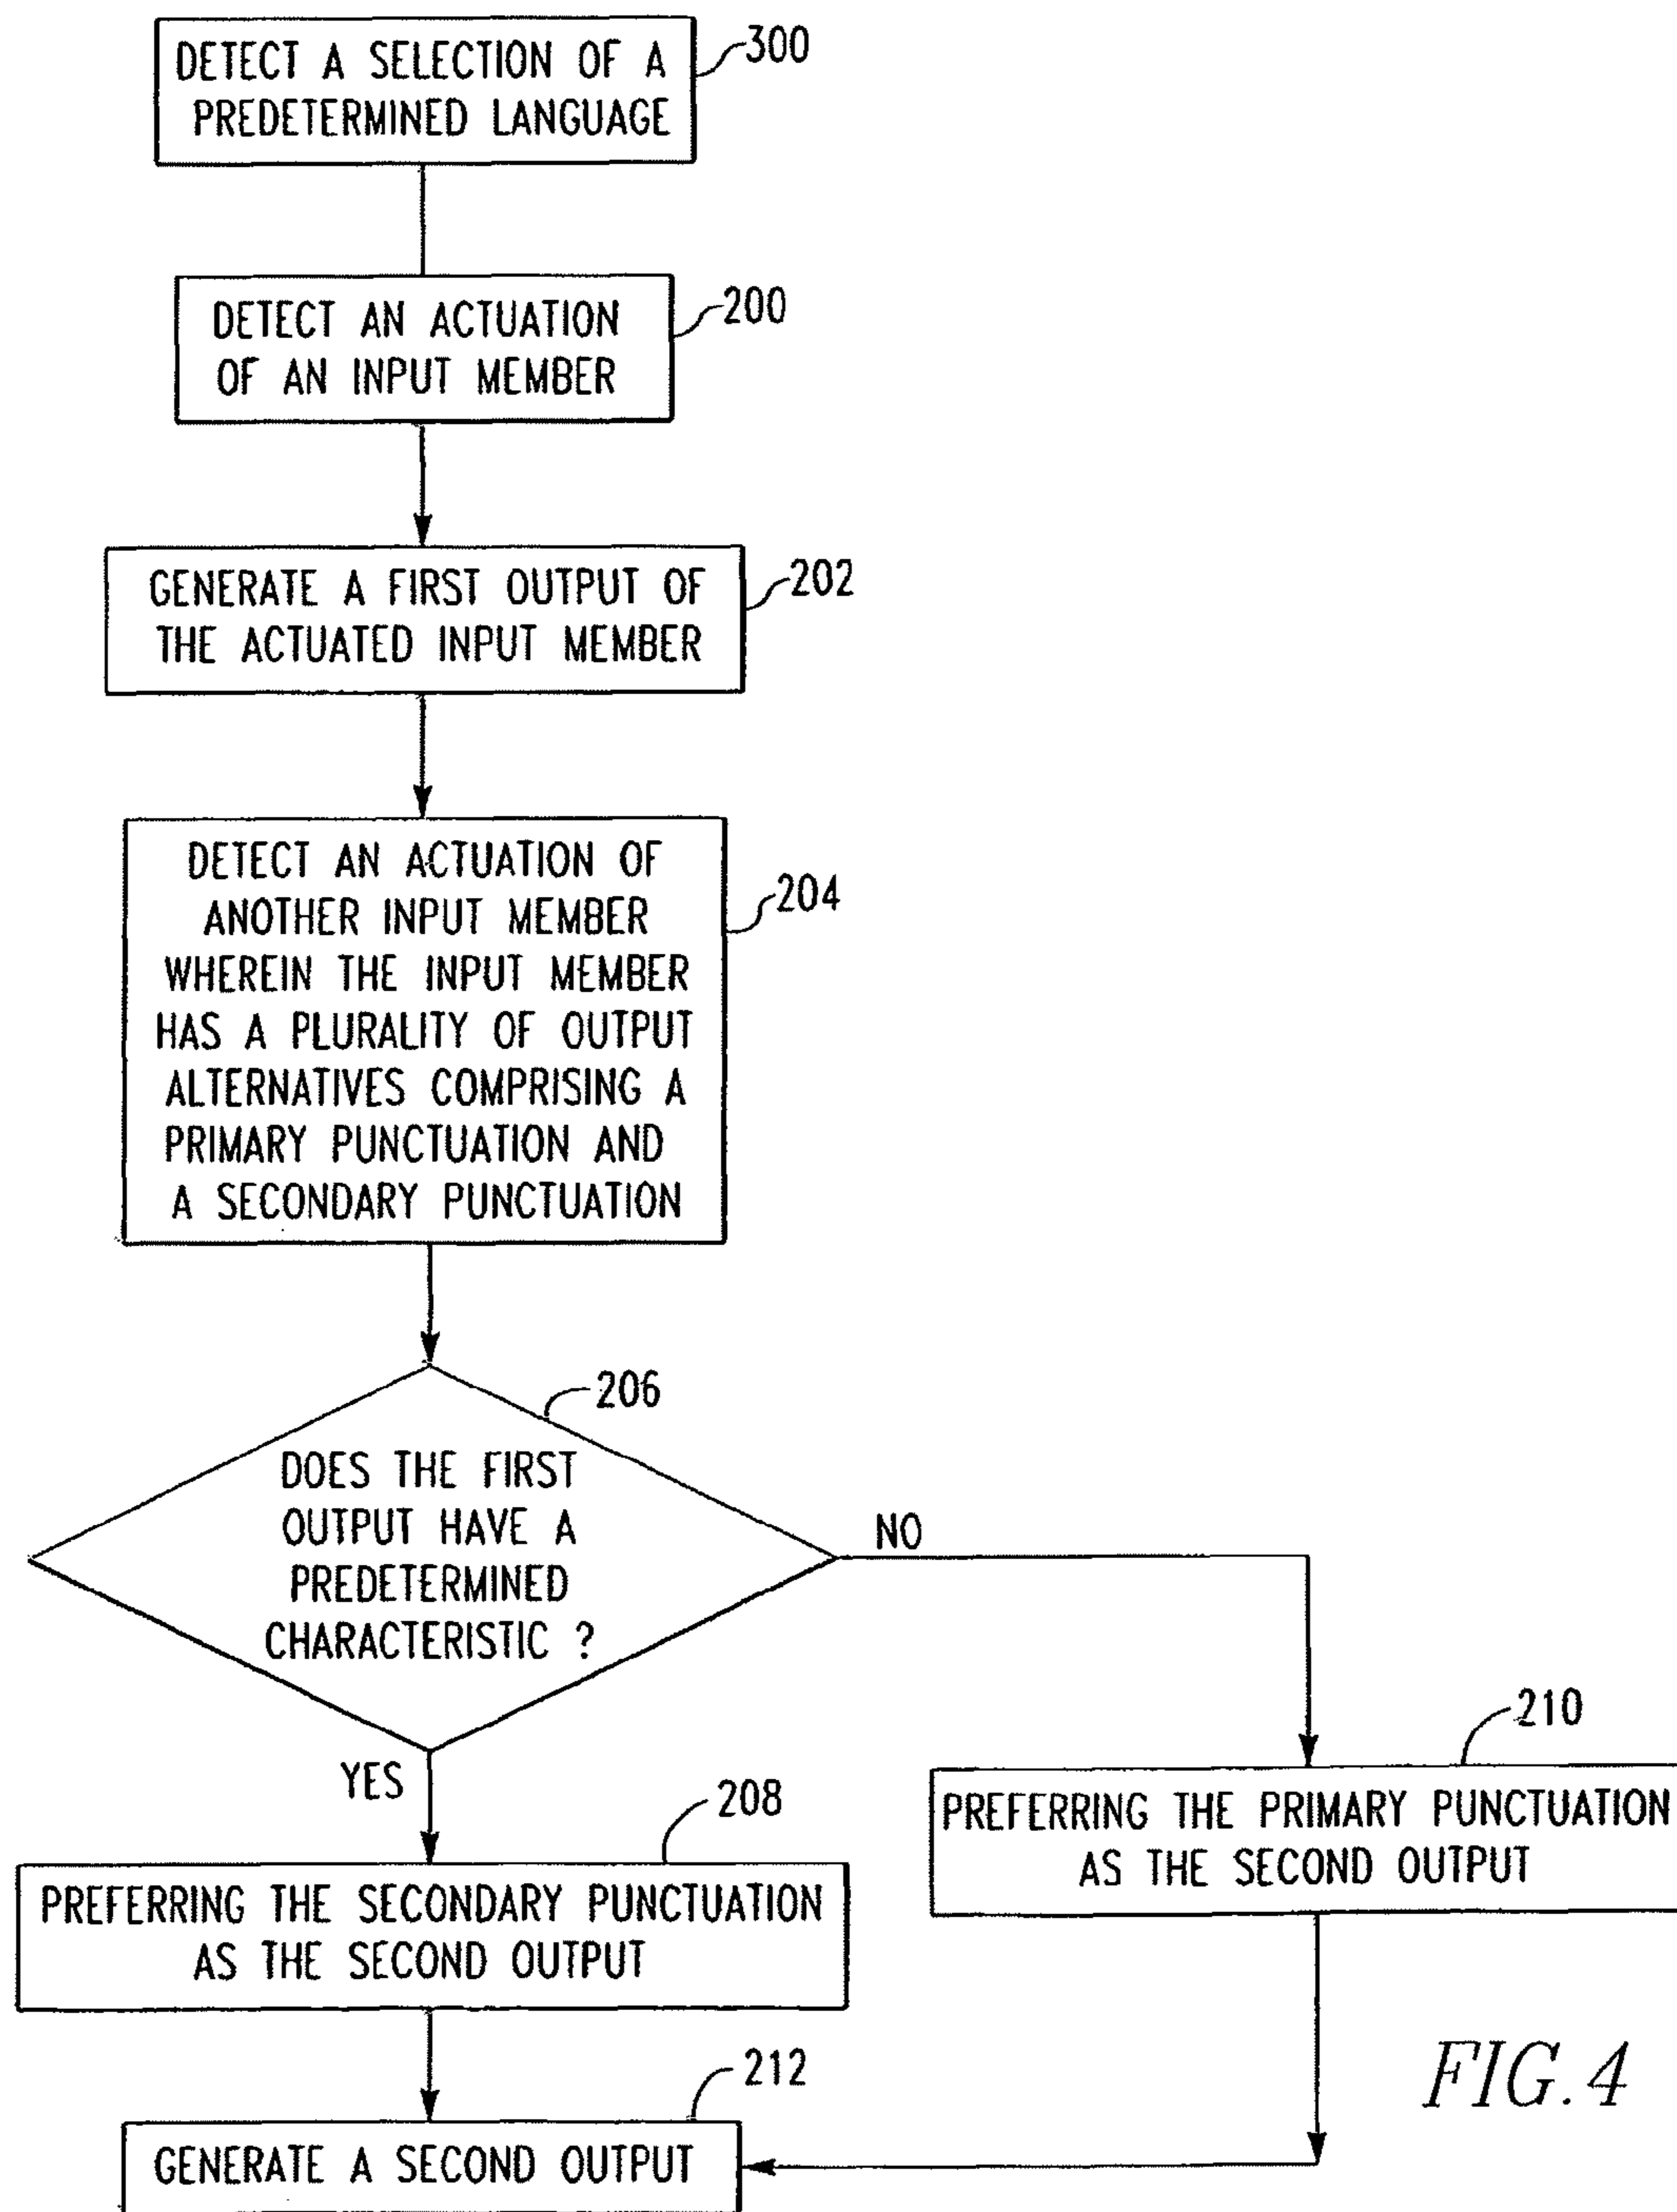 DETECT A SELECTION OF A
PREDETERMINED LANGUAGE
300
DETECT AN ACTUATION
OF AN INPUT MEMBER
200
GENERATE A FIRST OUTPUT OF
THE ACTUATED INPUT MEMBER
202
DETECT AN ACTUATION OF
ANOTHER INPUT MEMBER
WHEREIN THE INPUT MEMBER
HAS A PLURALITY OF OUTPUT
ALTERNATIVES COMPRISING A
PRIMARY PUNCTUATION AND
A SECONDARY PUNCTUATION
204
206
DOES THE FIRST
OUTPUT HAVE A
PREDETERMINED
CHARACTERISTIC ?
NO
YES
210
PREFERRING THE PRIMARY PUNCTUATION
AS THE SECOND OUTPUT
208
PREFERRING THE SECONDARY PUNCTUATION
AS THE SECOND OUTPUT
212
GENERATE A SECOND OUTPUT
FIG. 4